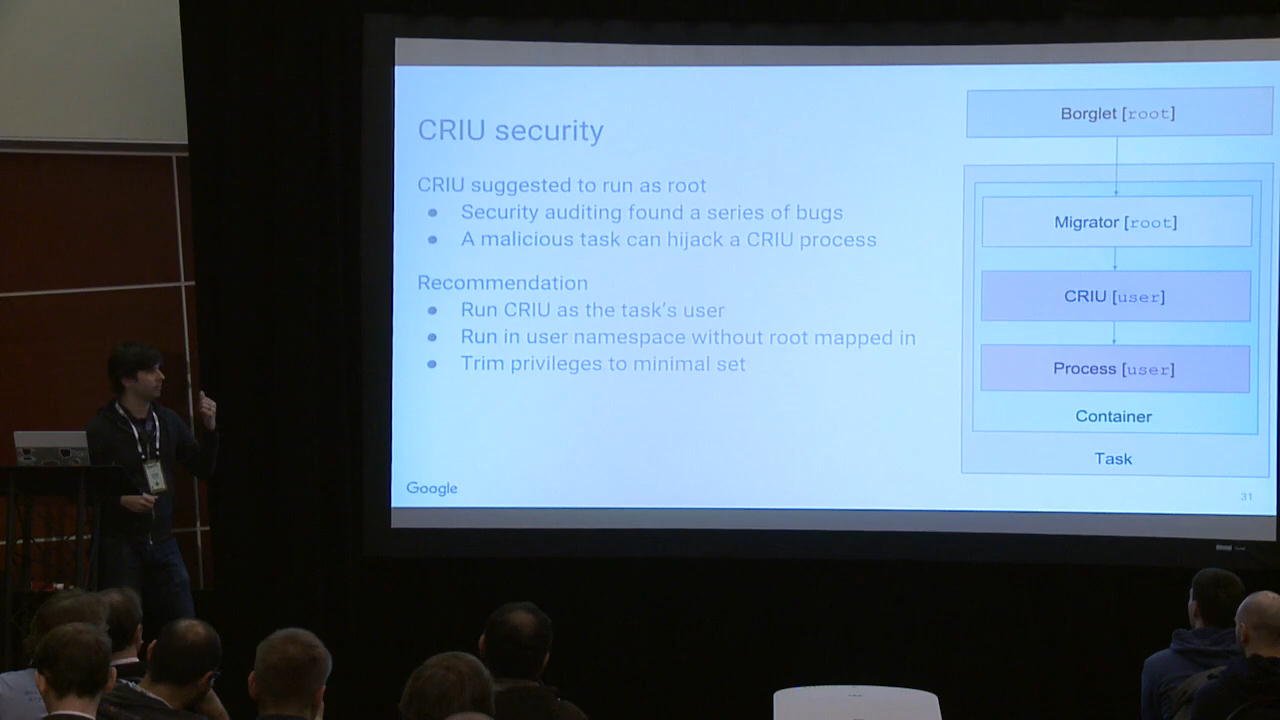 CRIU security
CRIU suggested to run as root
● Security auditing found a series of bugs
● A malicious task can hijack a CRIU process
Recommendation
● Run CRIU as the task's user
● Run in user namespace without root mapped in
● Trim privileges to minimal set
Borglet [root]
Migrator [root]
CRIU [user]
Process [user]
Container
Task
Google
31